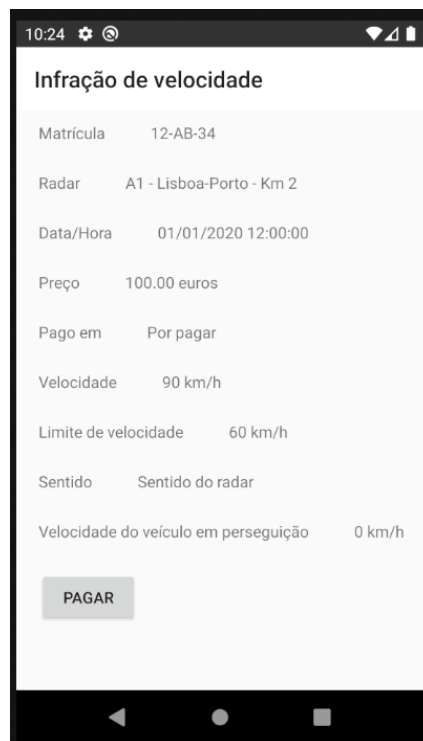 10:24
Infração de velocidade
Matrícula 12-AB-34
Radar A1 - Lisboa-Porto - Km 2
Data/Hora 01/01/2020 12:00:00
Preço 100.00 euros
Pago em Por pagar
Velocidade 90 km/h
Limite de velocidade 60 km/h
Sentido Sentido do radar
Velocidade do veículo em perseguição 0 km/h
PAGAR